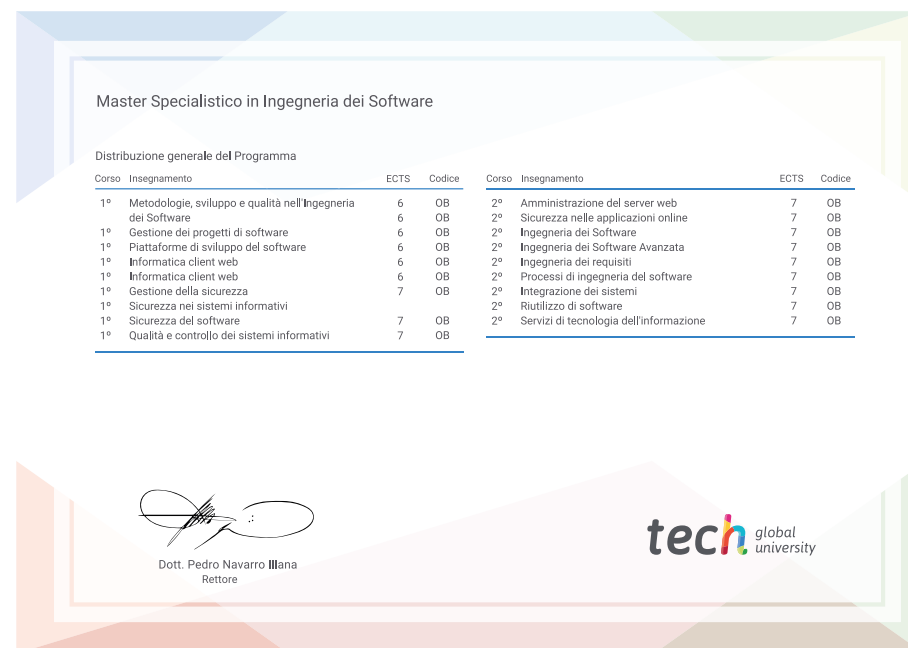 Master Specialistico in Ingegneria dei Software
Distribuzione generale del Programma
Corso Insegnamento ECTS Codice
1º Metodologie, sviluppo e qualità nell'Ingegneria 6 OB
dei Software 6 OB
1º Gestione dei progetti di software 6 OB
1º Piattaforme di sviluppo del software 6 OB
1º Informatica client web 6 OB
1º Informatica client web 6 OB
1º Gestione della sicurezza 7 OB
1º Sicurezza nei sistemi informativi
1º Sicurezza del software 7 OB
1º Qualità e controllo dei sistemi informativi 7 OB
Corso Insegnamento ECTS Codice
2º Amministrazione del server web 7 OB
2º Sicurezza nelle applicazioni online 7 OB
2º Ingegneria dei Software 7 OB
2º Ingegneria dei Software Avanzata 7 OB
2º Ingegneria dei requisiti 7 OB
2º Processi di ingegneria del software 7 OB
2º Integrazione dei sistemi 7 OB
2º Riutilizzo di software 7 OB
2º Servizi di tecnologia dell'informazione 7 OB
Dott. Pedro Navarro Illana
Rettore
tech global
university